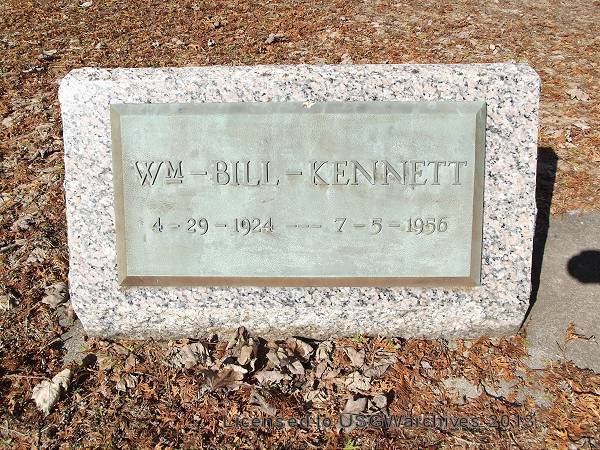 Wᴹ - BILL - KENNETT
4 - 29 - 1924 --- 7 - 5 - 1956
Licensed to USGWarchives 2013